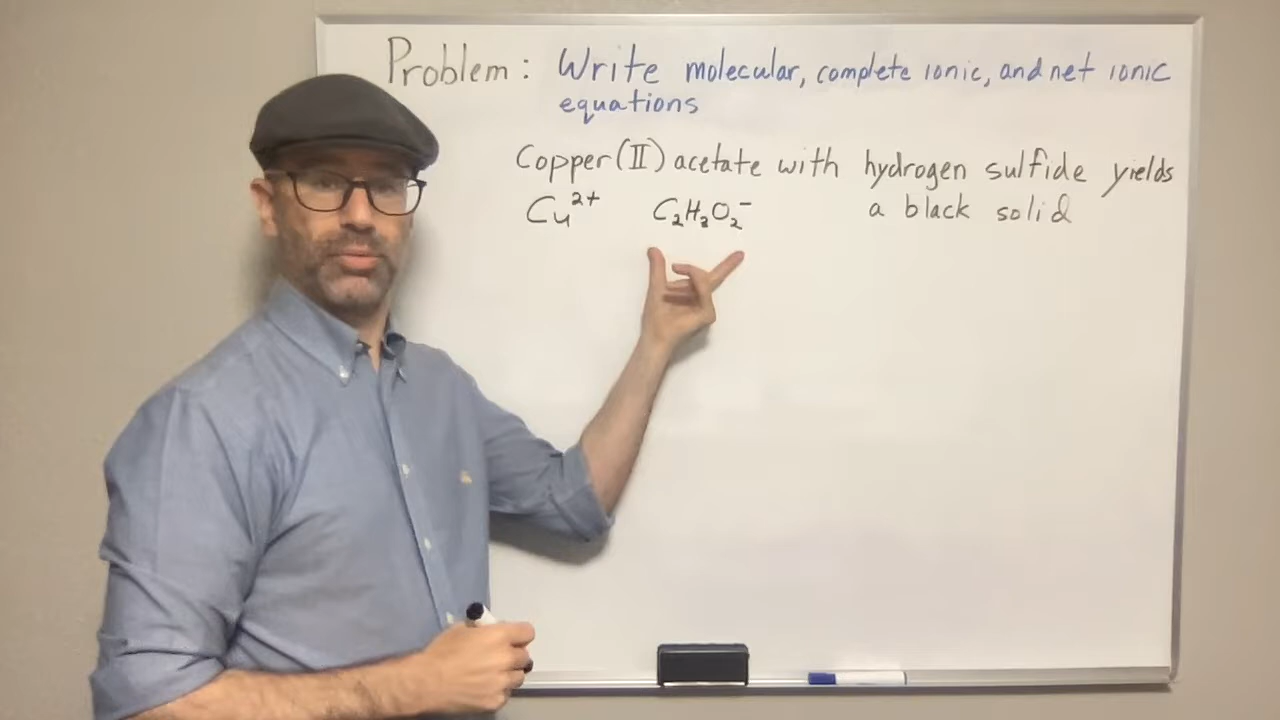 Problem: Write molecular, complete ionic, and net ionic
equations
Copper(II) acetate with hydrogen sulfide yields
a black solid
Cu²⁺ C₂H₃O₂⁻